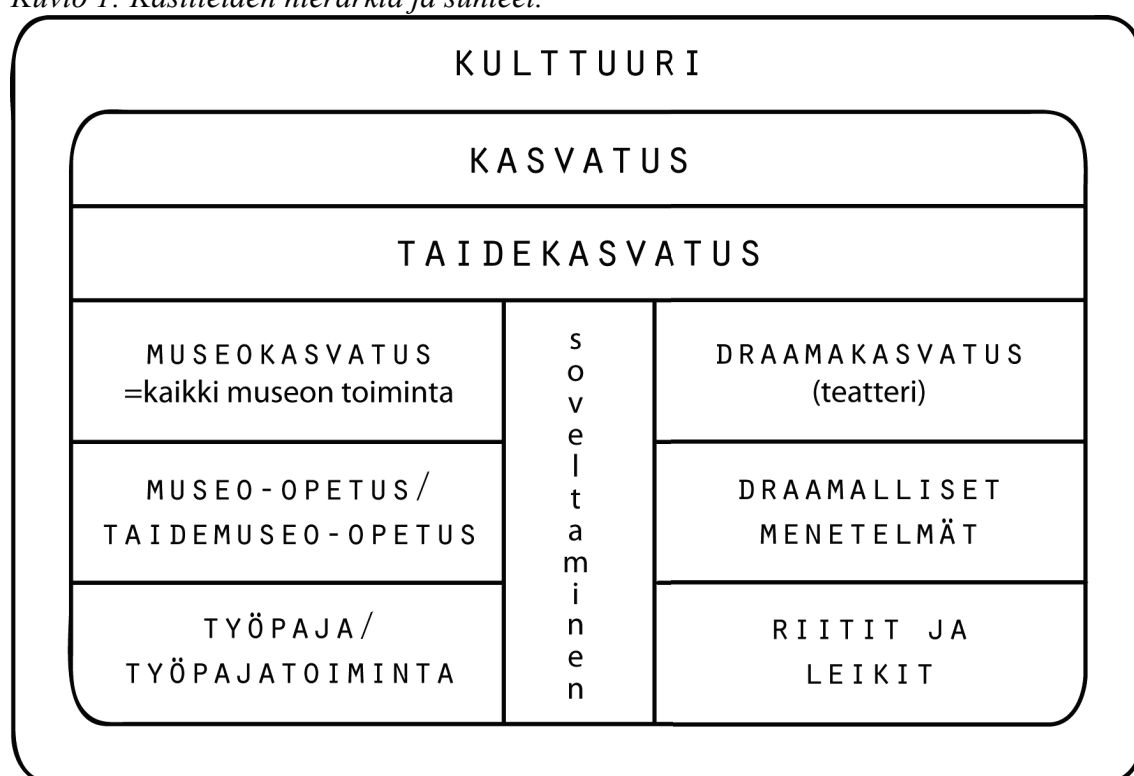 Kuvio 1. Käsitteiden hierarkia ja suhteet.
KULTTUURI
KASVATUS
TAIDEKASVATUS
MUSEOKASVATUS
=kaikki museon toiminta
MUSEO-OPETUS/
TAIDEMUSEO-OPETUS
TYÖPAJA/
TYÖPAJATOIMINTA
soveltaminen
DRAAMAKASVATUS
(teatteri)
DRAAMALLISET
MENETELMÄT
RIITIT JA
LEIKIT